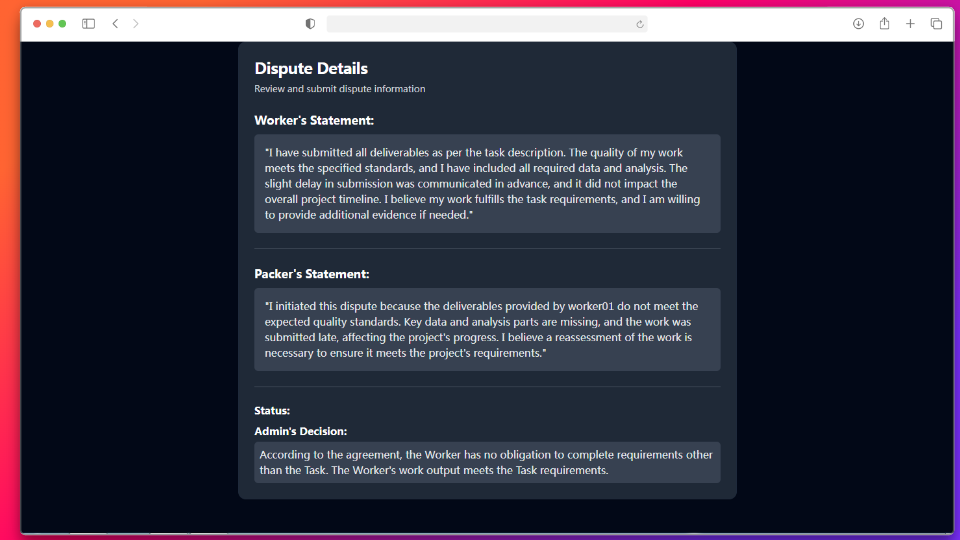 Dispute Details
Review and submit dispute information
Worker's Statement:
"I have submitted all deliverables as per the task description. The quality of my work
meets the specified standards, and I have included all required data and analysis. The
slight delay in submission was communicated in advance, and it did not impact the
overall project timeline. I believe my work fulfills the task requirements, and I am willing
to provide additional evidence if needed."
Packer's Statement:
"I initiated this dispute because the deliverables provided by worker01 do not meet the
expected quality standards. Key data and analysis parts are missing, and the work was
submitted late, affecting the project's progress. I believe a reassessment of the work is
necessary to ensure it meets the project's requirements."
Status:
Admin's Decision:
According to the agreement, the Worker has no obligation to complete requirements other
than the Task. The Worker's work output meets the Task requirements.